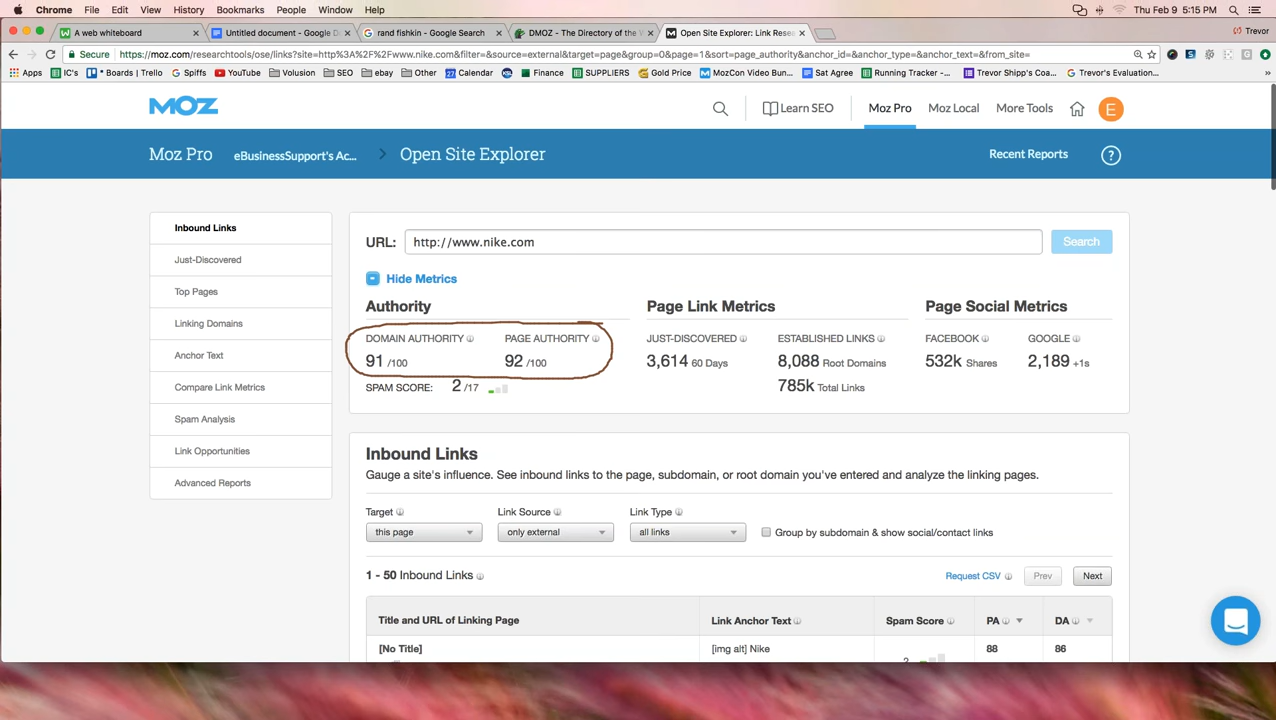 Chrome File Edit View History Bookmarks People Window Help Thu Feb 9 5:15 PM Trevor
A web whiteboard Untitled document - Google D rand fishkin - Google Search DMOZ - The Directory of the Open Site Explorer: Link Resea Trevor
Secure https://moz.com/researchtools/ose/links?site=http%3A%2F%2Fwww.nike.com&filter=&source=external&target=page&group=0&page=1&sort=page_authority&anchor_id=&anchor_type=&anchor_text=&from_site=
Apps IC's * Boards | Trello Spiffs YouTube Volusion SEO ebay Other Calendar Finance SUPPLIERS Gold Price MozCon Video Bun... Sat Agree Running Tracker -... Trevor Shipp's Coa... Trevor's Evaluation... »
MOZ Learn SEO Moz Pro Moz Local More Tools E
Moz Pro eBusinessSupport's Ac... Open Site Explorer Recent Reports ?
Inbound Links
Just-Discovered
Top Pages
Linking Domains
Anchor Text
Compare Link Metrics
Spam Analysis
Link Opportunities
Advanced Reports
URL: http://www.nike.com Search
Hide Metrics
Authority Page Link Metrics Page Social Metrics
DOMAIN AUTHORITY PAGE AUTHORITY JUST-DISCOVERED ESTABLISHED LINKS FACEBOOK GOOGLE
91 /100 92 /100 3,614 60 Days 8,088 Root Domains 532k Shares 2,189 +1s
SPAM SCORE: 2 /17 785k Total Links
Inbound Links
Gauge a site's influence. See inbound links to the page, subdomain, or root domain you've entered and analyze the linking pages.
Target Link Source Link Type
this page only external all links Group by subdomain & show social/contact links
1 - 50 Inbound Links Request CSV Prev Next
Title and URL of Linking Page Link Anchor Text Spam Score PA DA
[No Title] [img alt] Nike 88 86
2